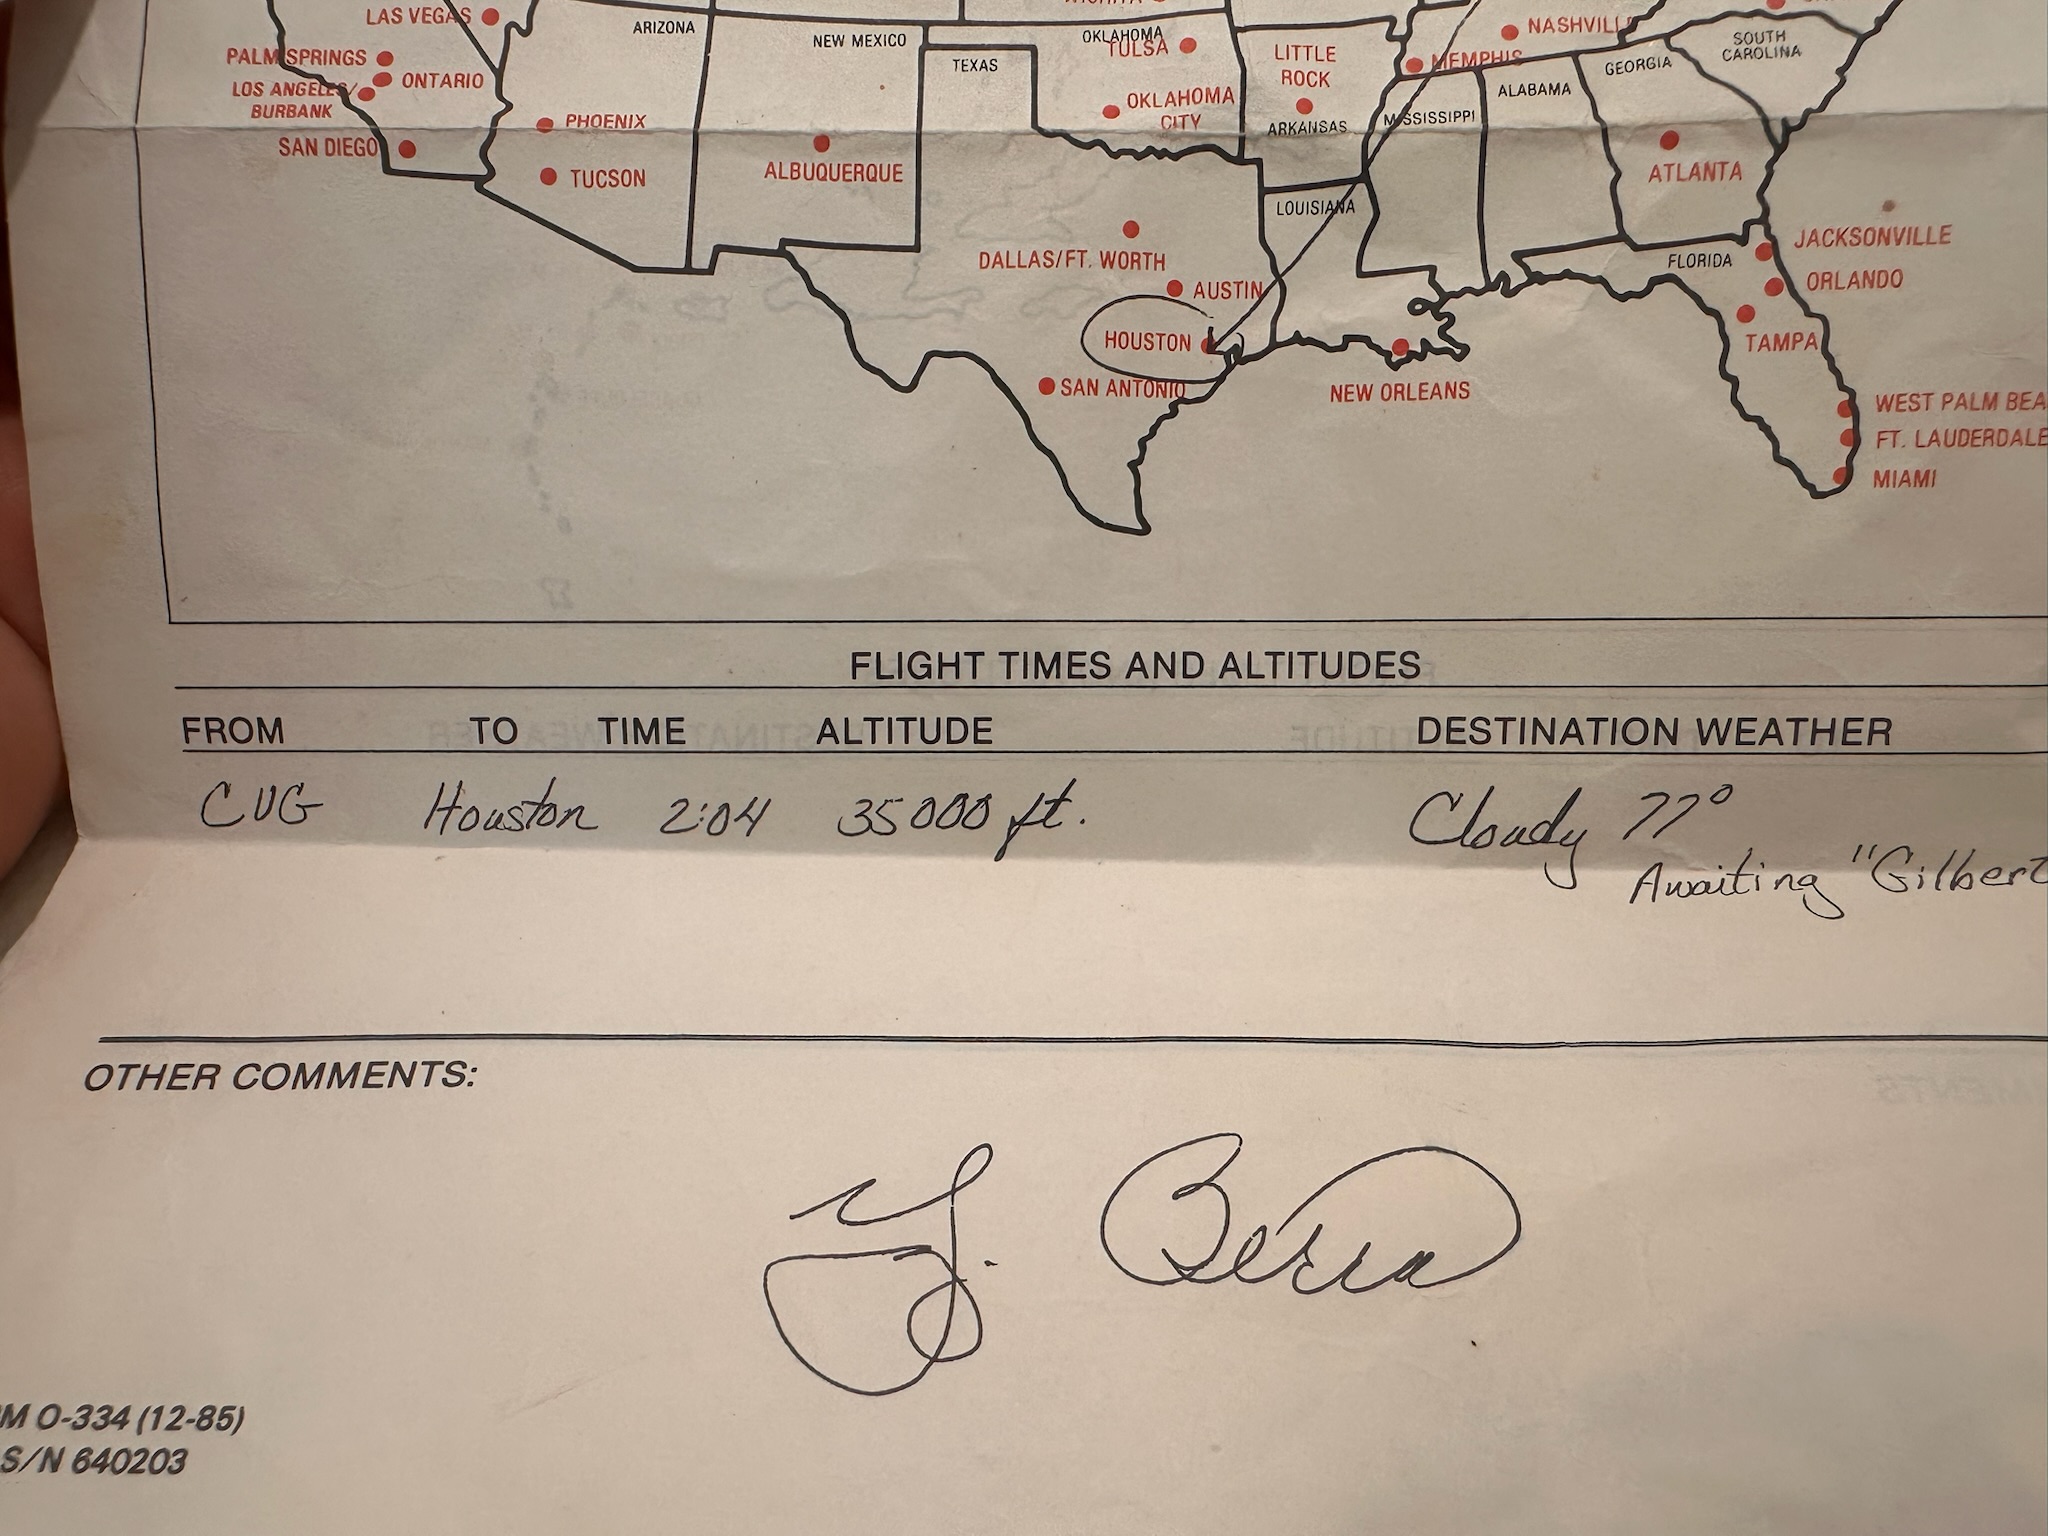 LAS VEGAS
ARIZONA
NEW MEXICO
OKLAHOMA
TULSA
NASHVILLE
SOUTH CAROLINA
PALM SPRINGS
ONTARIO
TEXAS
LITTLE ROCK
MEMPHIS
GEORGIA
LOS ANGELES/
BURBANK
ALABAMA
PHOENIX
OKLAHOMA CITY
ARKANSAS
MISSISSIPPI
SAN DIEGO
TUCSON
ALBUQUERQUE
ATLANTA
LOUISIANA
DALLAS/FT. WORTH
JACKSONVILLE
FLORIDA
AUSTIN
ORLANDO
HOUSTON
TAMPA
SAN ANTONIO
NEW ORLEANS
WEST PALM BEA
FT. LAUDERDALE
MIAMI
FLIGHT TIMES AND ALTITUDES
FROM TO TIME ALTITUDE DESTINATION WEATHER
CVG Houston 2:04 35000 ft. Cloudy 77°
Awaiting "Gilbert
OTHER COMMENTS:
Y. Berra
M O-334 (12-85)
S/N 640203